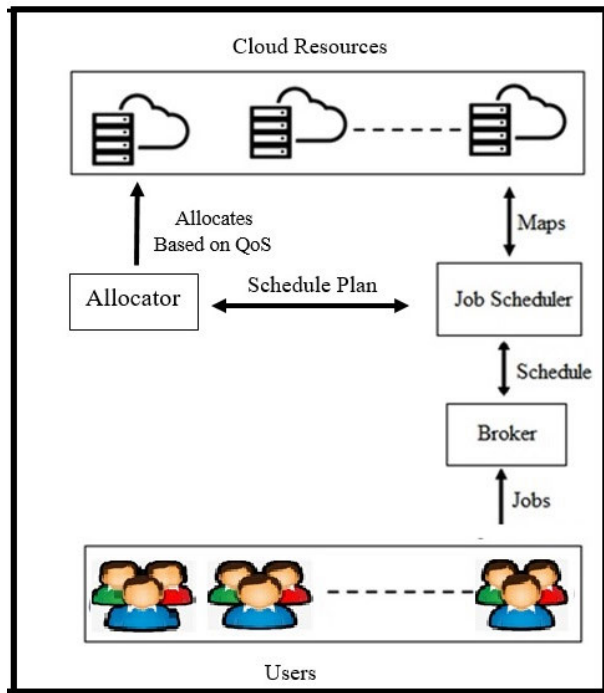 Cloud Resources
Allocates
Based on QoS
Maps
Allocator
Schedule Plan
Job Scheduler
Schedule
Broker
Jobs
Users